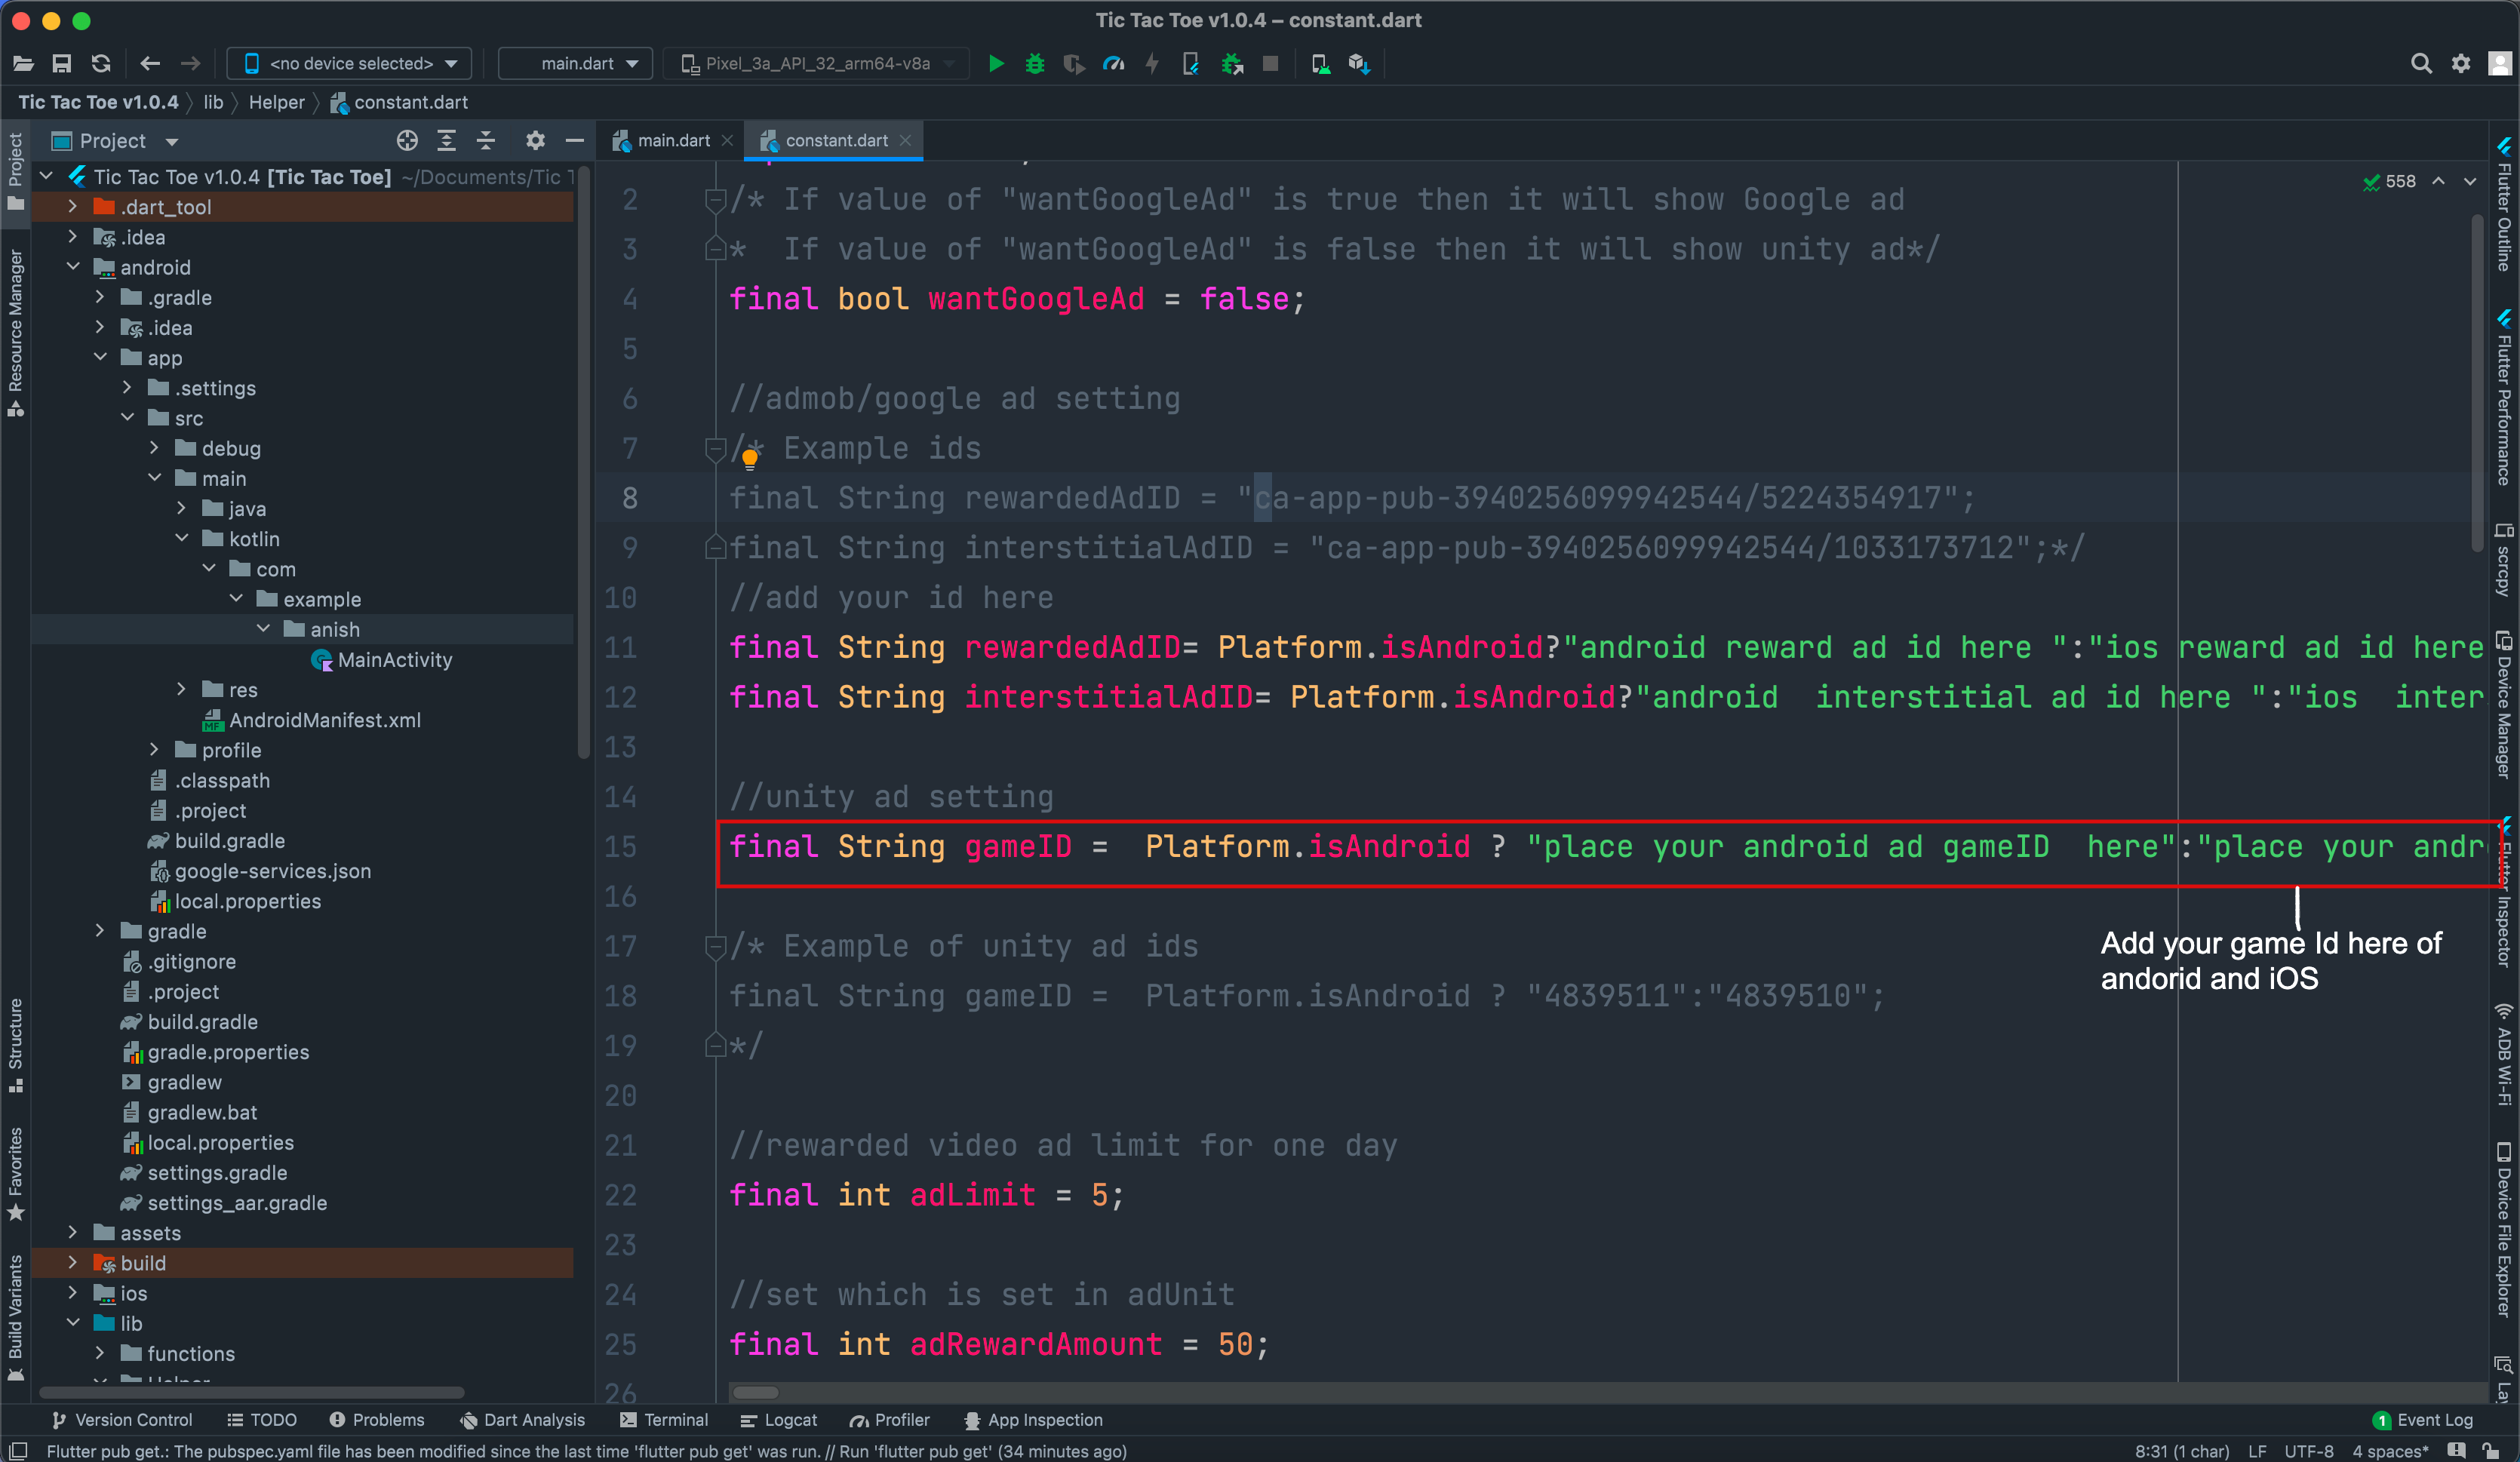 Tic Tac Toe v1.0.4 – constant.dart
<no device selected>
main.dart
Pixel_3a_API_32_arm64-v8a
Tic Tac Toe v1.0.4
lib
Helper
constant.dart
Project
main.dart
constant.dart
Project
Resource Manager
Structure
Favorites
Build Variants
Tic Tac Toe v1.0.4 [Tic Tac Toe] ~/Documents/Tic
.dart_tool
.idea
android
.gradle
.idea
app
.settings
src
debug
main
java
kotlin
com
example
anish
MainActivity
res
AndroidManifest.xml
profile
.classpath
.project
build.gradle
google-services.json
local.properties
gradle
.gitignore
.project
build.gradle
gradle.properties
gradlew
gradlew.bat
local.properties
settings.gradle
settings_aar.gradle
assets
build
ios
lib
functions
558
2 /* If value of "wantGoogleAd" is true then it will show Google ad
3 *  If value of "wantGoogleAd" is false then it will show unity ad*/
4 final bool wantGoogleAd = false;
5
6 //admob/google ad setting
7 /* Example ids
8 final String rewardedAdID = "ca-app-pub-3940256099942544/5224354917";
9 final String interstitialAdID = "ca-app-pub-3940256099942544/1033173712";*/
10 //add your id here
11 final String rewardedAdID= Platform.isAndroid?"android reward ad id here ":"ios reward ad id here
12 final String interstitialAdID= Platform.isAndroid?"android  interstitial ad id here ":"ios  inter
13
14 //unity ad setting
15 final String gameID =  Platform.isAndroid ? "place your android ad gameID  here":"place your andr
16
17 /* Example of unity ad ids
18 final String gameID =  Platform.isAndroid ? "4839511":"4839510";
19 */
20
21 //rewarded video ad limit for one day
22 final int adLimit = 5;
23
24 //set which is set in adUnit
25 final int adRewardAmount = 50;
26
Add your game Id here of
andorid and iOS
Flutter Outline
Flutter Performance
scrcpy
Device Manager
Flutter Inspector
ADB Wi-Fi
Device File Explorer
Version Control
TODO
Problems
Dart Analysis
Terminal
Logcat
Profiler
App Inspection
1 Event Log
Flutter pub get.: The pubspec.yaml file has been modified since the last time 'flutter pub get' was run. // Run 'flutter pub get' (34 minutes ago)
8:31 (1 char)
LF
UTF-8
4 spaces*